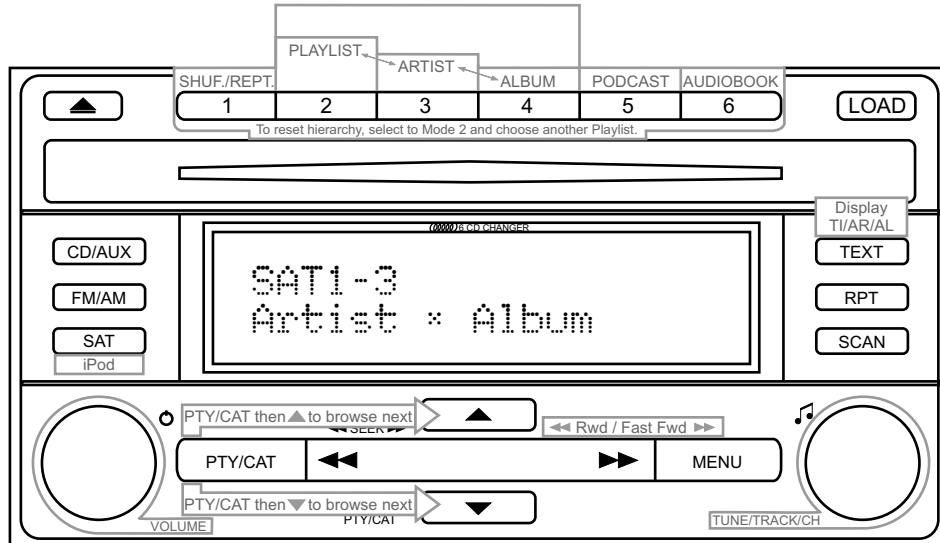 PLAYLIST
ARTIST
SHUF./REPT.
ALBUM
PODCAST
AUDIOBOOK
1
2
3
4
5
6
LOAD
To reset hierarchy, select to Mode 2 and choose another Playlist.
6 CD CHANGER
Display
TI/AR/AL
CD/AUX
TEXT
SAT1-3
FM/AM
RPT
Artist × Album
SAT
SCAN
iPod
PTY/CAT then ▲ to browse next
SEEK
Rwd / Fast Fwd
PTY/CAT
MENU
PTY/CAT then ▼ to browse next
PTY/CAT
VOLUME
TUNE/TRACK/CH